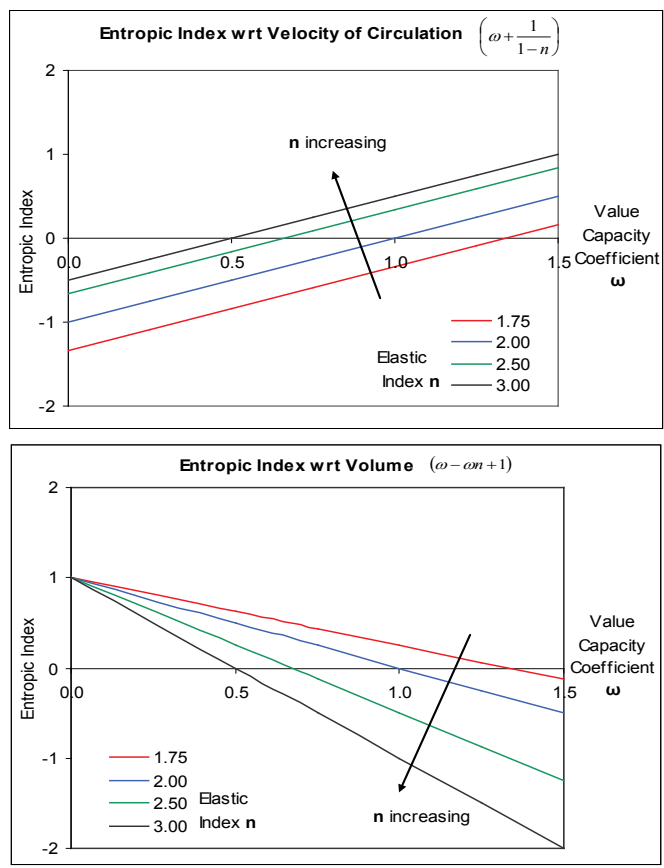 Entropic Index wrt Velocity of Circulation (ω + 1/(1−n))
2
n increasing
1
Value
Capacity
Coefficient
ω
Entropic Index
0
0.0 0.5 1.0 1.5
-1
1.75
2.00
2.50
3.00
Elastic
Index n
-2
Entropic Index wrt Volume (ω − ωn + 1)
2
1
Value
Capacity
Coefficient
ω
Entropic Index
0
0.0 0.5 1.0 1.5
-1
1.75
2.00
2.50
3.00
Elastic
Index n
n increasing
-2